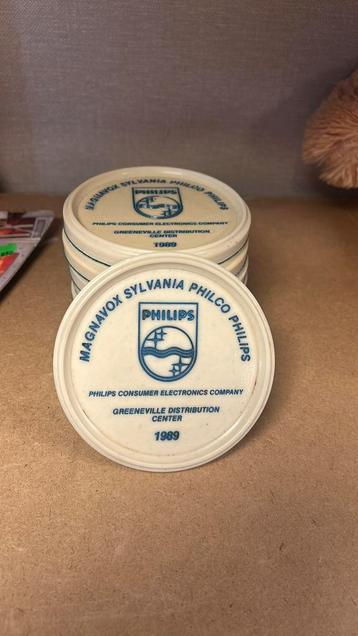 MAGNAVOX SYLVANIA PHILCO PHILIPS
PHILIPS
PHILIPS CONSUMER ELECTRONICS COMPANY
GREENEVILLE DISTRIBUTION
CENTER
1989
MAGNAVOX SYLVANIA PHILCO PHILIPS
PHILIPS
PHILIPS CONSUMER ELECTRONICS COMPANY
GREENEVILLE DISTRIBUTION
CENTER
1989